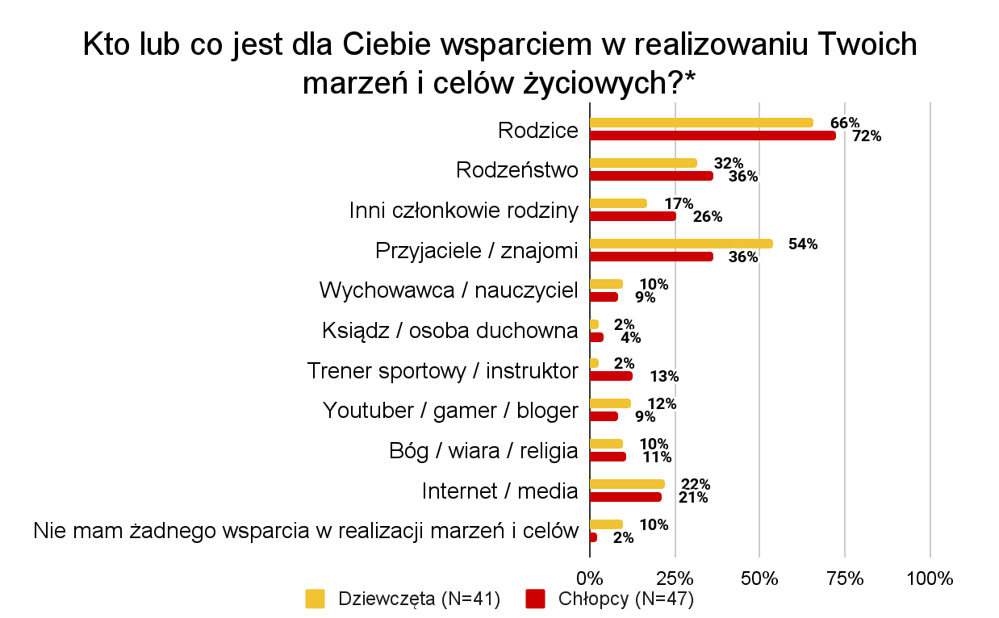 Kto lub co jest dla Ciebie wsparciem w realizowaniu Twoich
marzeń i celów życiowych?*
Rodzice
66%
72%
Rodzeństwo
32%
36%
Inni członkowie rodziny
17%
26%
Przyjaciele / znajomi
54%
36%
Wychowawca / nauczyciel
10%
9%
Ksiądz / osoba duchowna
2%
4%
Trener sportowy / instruktor
2%
13%
Youtuber / gamer / bloger
12%
9%
Bóg / wiara / religia
10%
11%
Internet / media
22%
21%
Nie mam żadnego wsparcia w realizacji marzeń i celów
10%
2%
0% 25% 50% 75% 100%
Dziewczęta (N=41) Chłopcy (N=47)